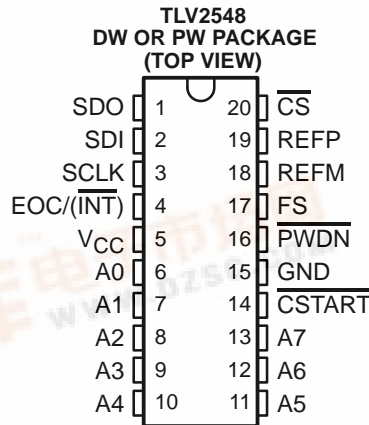 TLV2548
DW OR PW PACKAGE
(TOP VIEW)
SDO 1 20 CS
SDI 2 19 REFP
SCLK 3 18 REFM
EOC/(INT) 4 17 FS
VCC 5 16 PWDN
A0 6 15 GND
A1 7 14 CSTART
A2 8 13 A7
A3 9 12 A6
A4 10 11 A5